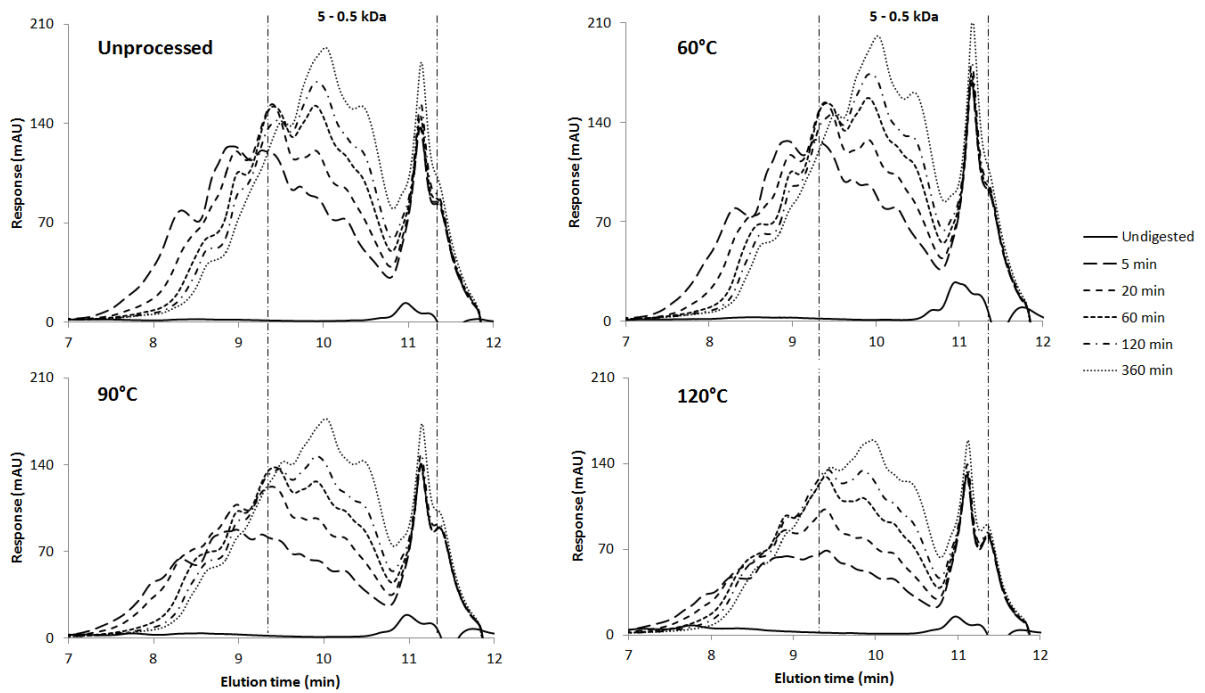 5 - 0.5 kDa
Unprocessed
Response (mAU)
210
140
70
0
7 8 9 10 11 12
5 - 0.5 kDa
60°C
Response (mAU)
210
140
70
0
7 8 9 10 11 12
Undigested
5 min
20 min
60 min
120 min
360 min
90°C
Response (mAU)
210
140
70
0
7 8 9 10 11 12
Elution time (min)
120°C
Response (mAU)
210
140
70
0
7 8 9 10 11 12
Elution time (min)